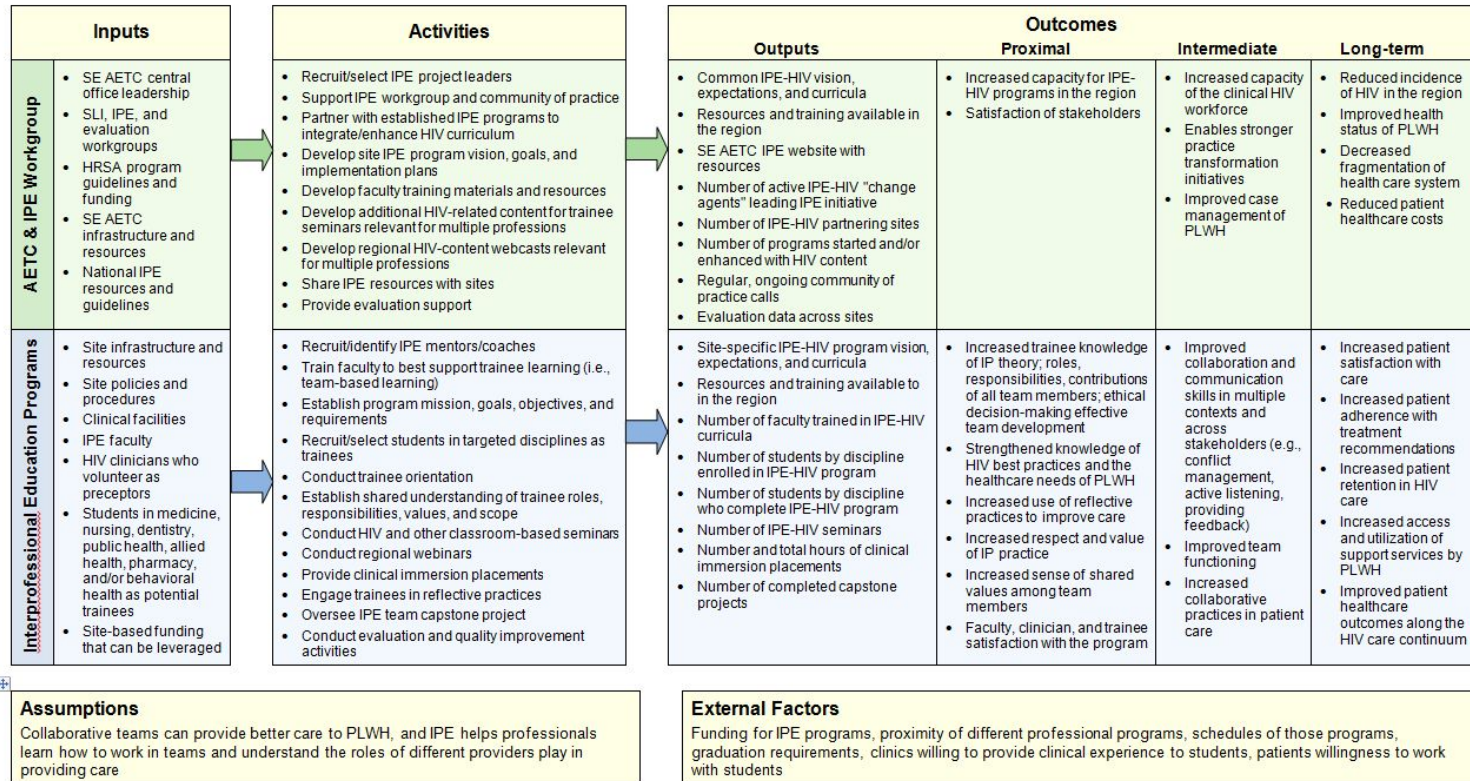 Inputs
Activities
Outcomes
Outputs
Proximal
Intermediate
Long-term
AETC & IPE Workgroup
• SE AETC central
office leadership
• SLI, IPE, and
evaluation
workgroups
• HRSA program
guidelines and
funding
• SE AETC
infrastructure and
resources
• National IPE
resources and
guidelines
• Recruit/select IPE project leaders
• Support IPE workgroup and community of practice
• Partner with established IPE programs to
integrate/enhance HIV curriculum
• Develop site IPE program vision, goals, and
implementation plans
• Develop faculty training materials and resources
• Develop additional HIV-related content for trainee
seminars relevant for multiple professions
• Develop regional HIV-content webcasts relevant
for multiple professions
• Share IPE resources with sites
• Provide evaluation support
• Common IPE-HIV vision,
expectations, and curricula
• Resources and training available in
the region
• SE AETC IPE website with
resources
• Number of active IPE-HIV "change
agents" leading IPE initiative
• Number of IPE-HIV partnering sites
• Number of programs started and/or
enhanced with HIV content
• Regular, ongoing community of
practice calls
• Evaluation data across sites
• Increased capacity for IPE-
HIV programs in the region
• Satisfaction of stakeholders
• Increased capacity
of the clinical HIV
workforce
• Enables stronger
practice
transformation
initiatives
• Improved case
management of
PLWH
• Reduced incidence
of HIV in the region
• Improved health
status of PLWH
• Decreased
fragmentation of
health care system
• Reduced patient
healthcare costs
Interprofessional Education Programs
• Site infrastructure and
resources
• Site policies and
procedures
• Clinical facilities
• IPE faculty
• HIV clinicians who
volunteer as
preceptors
• Students in medicine,
nursing, dentistry,
public health, allied
health, pharmacy,
and/or behavioral
health as potential
trainees
• Site-based funding
that can be leveraged
• Recruit/identify IPE mentors/coaches
• Train faculty to best support trainee learning (i.e.,
team-based learning)
• Establish program mission, goals, objectives, and
requirements
• Recruit/select students in targeted disciplines as
trainees
• Conduct trainee orientation
• Establish shared understanding of trainee roles,
responsibilities, values, and scope
• Conduct HIV and other classroom-based seminars
• Conduct regional webinars
• Provide clinical immersion placements
• Engage trainees in reflective practices
• Oversee IPE team capstone project
• Conduct evaluation and quality improvement
activities
• Site-specific IPE-HIV program vision,
expectations, and curricula
• Resources and training available to
in the region
• Number of faculty trained in IPE-HIV
curricula
• Number of students by discipline
enrolled in IPE-HIV program
• Number of students by discipline
who complete IPE-HIV program
• Number of IPE-HIV seminars
• Number and total hours of clinical
immersion placements
• Number of completed capstone
projects
• Increased trainee knowledge
of IP theory; roles,
responsibilities, contributions
of all team members; ethical
decision-making effective
team development
• Strengthened knowledge of
HIV best practices and the
healthcare needs of PLWH
• Increased use of reflective
practices to improve care
• Increased respect and value
of IP practice
• Increased sense of shared
values among team
members
• Faculty, clinician, and trainee
satisfaction with the program
• Improved
collaboration and
communication
skills in multiple
contexts and
across
stakeholders (e.g.,
conflict
management,
active listening,
providing
feedback)
• Improved team
functioning
• Increased
collaborative
practices in patient
care
• Increased patient
satisfaction with
care
• Increased patient
adherence with
treatment
recommendations
• Increased patient
retention in HIV
care
• Increased access
and utilization of
support services by
PLWH
• Improved patient
healthcare
outcomes along the
HIV care continuum
Assumptions
Collaborative teams can provide better care to PLWH, and IPE helps professionals
learn how to work in teams and understand the roles of different providers play in
providing care
External Factors
Funding for IPE programs, proximity of different professional programs, schedules of those programs,
graduation requirements, clinics willing to provide clinical experience to students, patients willingness to work
with students